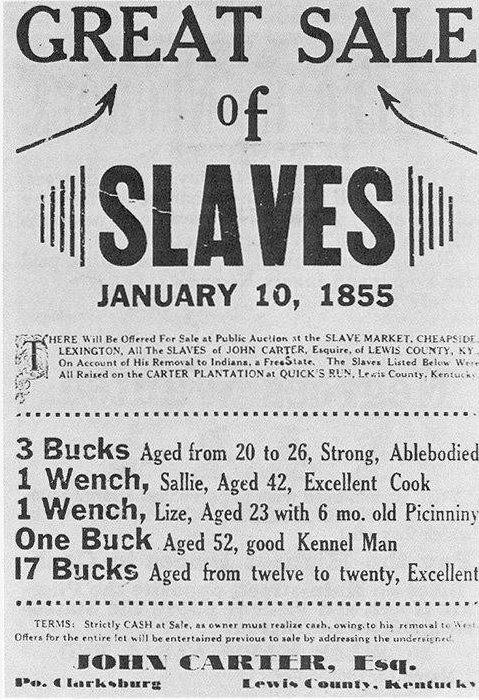 GREAT SALE
of
SLAVES
JANUARY 10, 1855
THERE Will Be Offered For Sale at Public Auction at the SLAVE MARKET, CHEAPSIDE,
LEXINGTON, All The SLAVES of JOHN CARTER, Esquire, of LEWIS COUNTY, KY.
On Account of His Removal to Indiana, a Free State. The Slaves Listed Below Were
All Raised on the CARTER PLANTATION at QUICK'S RUN, Lewis County, Kentucky.
3 Bucks Aged from 20 to 26, Strong, Ablebodied
1 Wench, Sallie, Aged 42, Excellent Cook
1 Wench, Lize, Aged 23 with 6 mo. old Picinniny
One Buck Aged 52, good Kennel Man
17 Bucks Aged from twelve to twenty, Excellent
TERMS: Strictly CASH at Sale, as owner must realize cash, owing to his removal to West.
Offers for the entire lot will be entertained previous to sale by addressing the undersigned.
JOHN CARTER, Esq.
Po. Clarksburg Lewis County, Kentucky